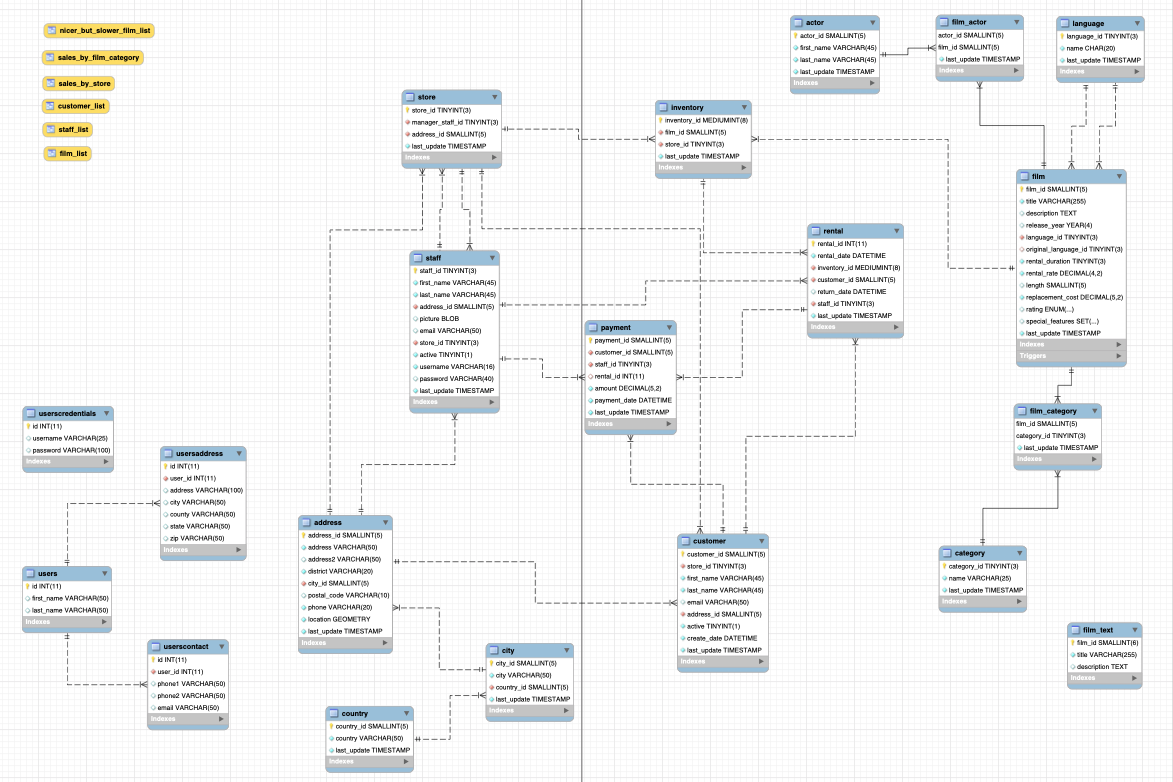 nicer_but_slower_film_list
sales_by_film_category
sales_by_store
customer_list
staff_list
film_list
store
store_id TINYINT(3)
manager_staff_id TINYINT(3)
address_id SMALLINT(5)
last_update TIMESTAMP
Indexes
inventory
inventory_id MEDIUMINT(8)
film_id SMALLINT(5)
store_id TINYINT(3)
last_update TIMESTAMP
Indexes
actor
actor_id SMALLINT(5)
first_name VARCHAR(45)
last_name VARCHAR(45)
last_update TIMESTAMP
Indexes
film_actor
actor_id SMALLINT(5)
film_id SMALLINT(5)
last_update TIMESTAMP
Indexes
language
language_id TINYINT(3)
name CHAR(20)
last_update TIMESTAMP
Indexes
film
film_id SMALLINT(5)
title VARCHAR(255)
description TEXT
release_year YEAR(4)
language_id TINYINT(3)
original_language_id TINYINT(3)
rental_duration TINYINT(3)
rental_rate DECIMAL(4,2)
length SMALLINT(5)
replacement_cost DECIMAL(5,2)
rating ENUM(...)
special_features SET(...)
last_update TIMESTAMP
Indexes
Triggers
staff
staff_id TINYINT(3)
first_name VARCHAR(45)
last_name VARCHAR(45)
address_id SMALLINT(5)
picture BLOB
email VARCHAR(50)
store_id TINYINT(3)
active TINYINT(1)
username VARCHAR(16)
password VARCHAR(40)
last_update TIMESTAMP
Indexes
rental
rental_id INT(11)
rental_date DATETIME
inventory_id MEDIUMINT(8)
customer_id SMALLINT(5)
return_date DATETIME
staff_id TINYINT(3)
last_update TIMESTAMP
Indexes
payment
payment_id SMALLINT(5)
customer_id SMALLINT(5)
staff_id TINYINT(3)
rental_id INT(11)
amount DECIMAL(5,2)
payment_date DATETIME
last_update TIMESTAMP
Indexes
userscredentials
id INT(11)
username VARCHAR(25)
password VARCHAR(100)
Indexes
usersaddress
id INT(11)
user_id INT(11)
address VARCHAR(100)
city VARCHAR(50)
county VARCHAR(50)
state VARCHAR(50)
zip VARCHAR(50)
Indexes
film_category
film_id SMALLINT(5)
category_id TINYINT(3)
last_update TIMESTAMP
Indexes
users
id INT(11)
first_name VARCHAR(50)
last_name VARCHAR(50)
Indexes
address
address_id SMALLINT(5)
address VARCHAR(50)
address2 VARCHAR(50)
district VARCHAR(20)
city_id SMALLINT(5)
postal_code VARCHAR(10)
phone VARCHAR(20)
location GEOMETRY
last_update TIMESTAMP
Indexes
customer
customer_id SMALLINT(5)
store_id TINYINT(3)
first_name VARCHAR(45)
last_name VARCHAR(45)
email VARCHAR(50)
address_id SMALLINT(5)
active TINYINT(1)
create_date DATETIME
last_update TIMESTAMP
Indexes
category
category_id TINYINT(3)
name VARCHAR(25)
last_update TIMESTAMP
Indexes
userscontact
id INT(11)
user_id INT(11)
phone1 VARCHAR(50)
phone2 VARCHAR(50)
email VARCHAR(50)
Indexes
city
city_id SMALLINT(5)
city VARCHAR(50)
country_id SMALLINT(5)
last_update TIMESTAMP
Indexes
film_text
film_id SMALLINT(6)
title VARCHAR(255)
description TEXT
Indexes
country
country_id SMALLINT(5)
country VARCHAR(50)
last_update TIMESTAMP
Indexes